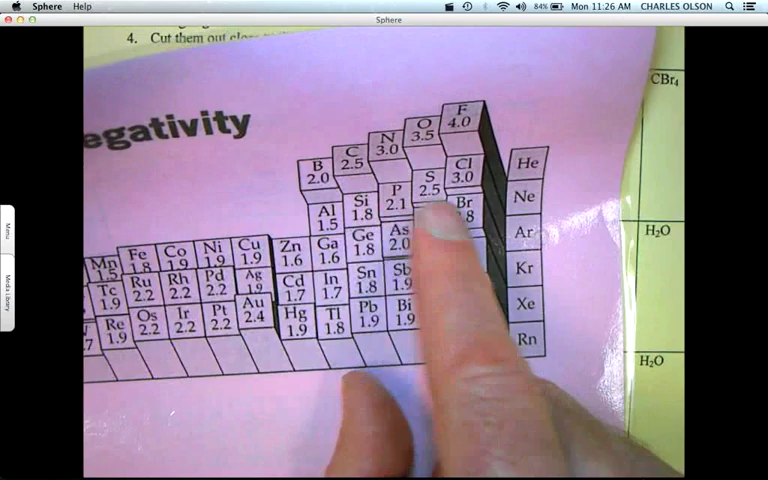 Sphere Help
84% Mon 11:26 AM CHARLES OLSON
Sphere
Menu
Media Library
4. Cut them out
egativity
F
4.0
O
3.5
N
3.0
C
2.5
B
2.0
He
Cl
3.0
S
2.5
P
2.1
Si
1.8
Al
1.5
Ne
Br
.8
As
2.0
Ge
1.8
Ga
1.6
Zn
1.6
Cu
1.9
Ni
1.9
Co
1.9
Fe
1.8
Mn
1.5
Ar
Sb
1.9
Sn
1.8
In
1.7
Cd
1.7
Ag
1.9
Pd
2.2
Rh
2.2
Ru
2.2
Tc
1.9
Kr
Bi
1.9
Pb
1.9
Tl
1.8
Hg
1.9
Au
2.4
Pt
2.2
Ir
2.2
Os
2.2
Re
1.9
.7
Xe
Rn
CBr₄
H₂O
H₂O